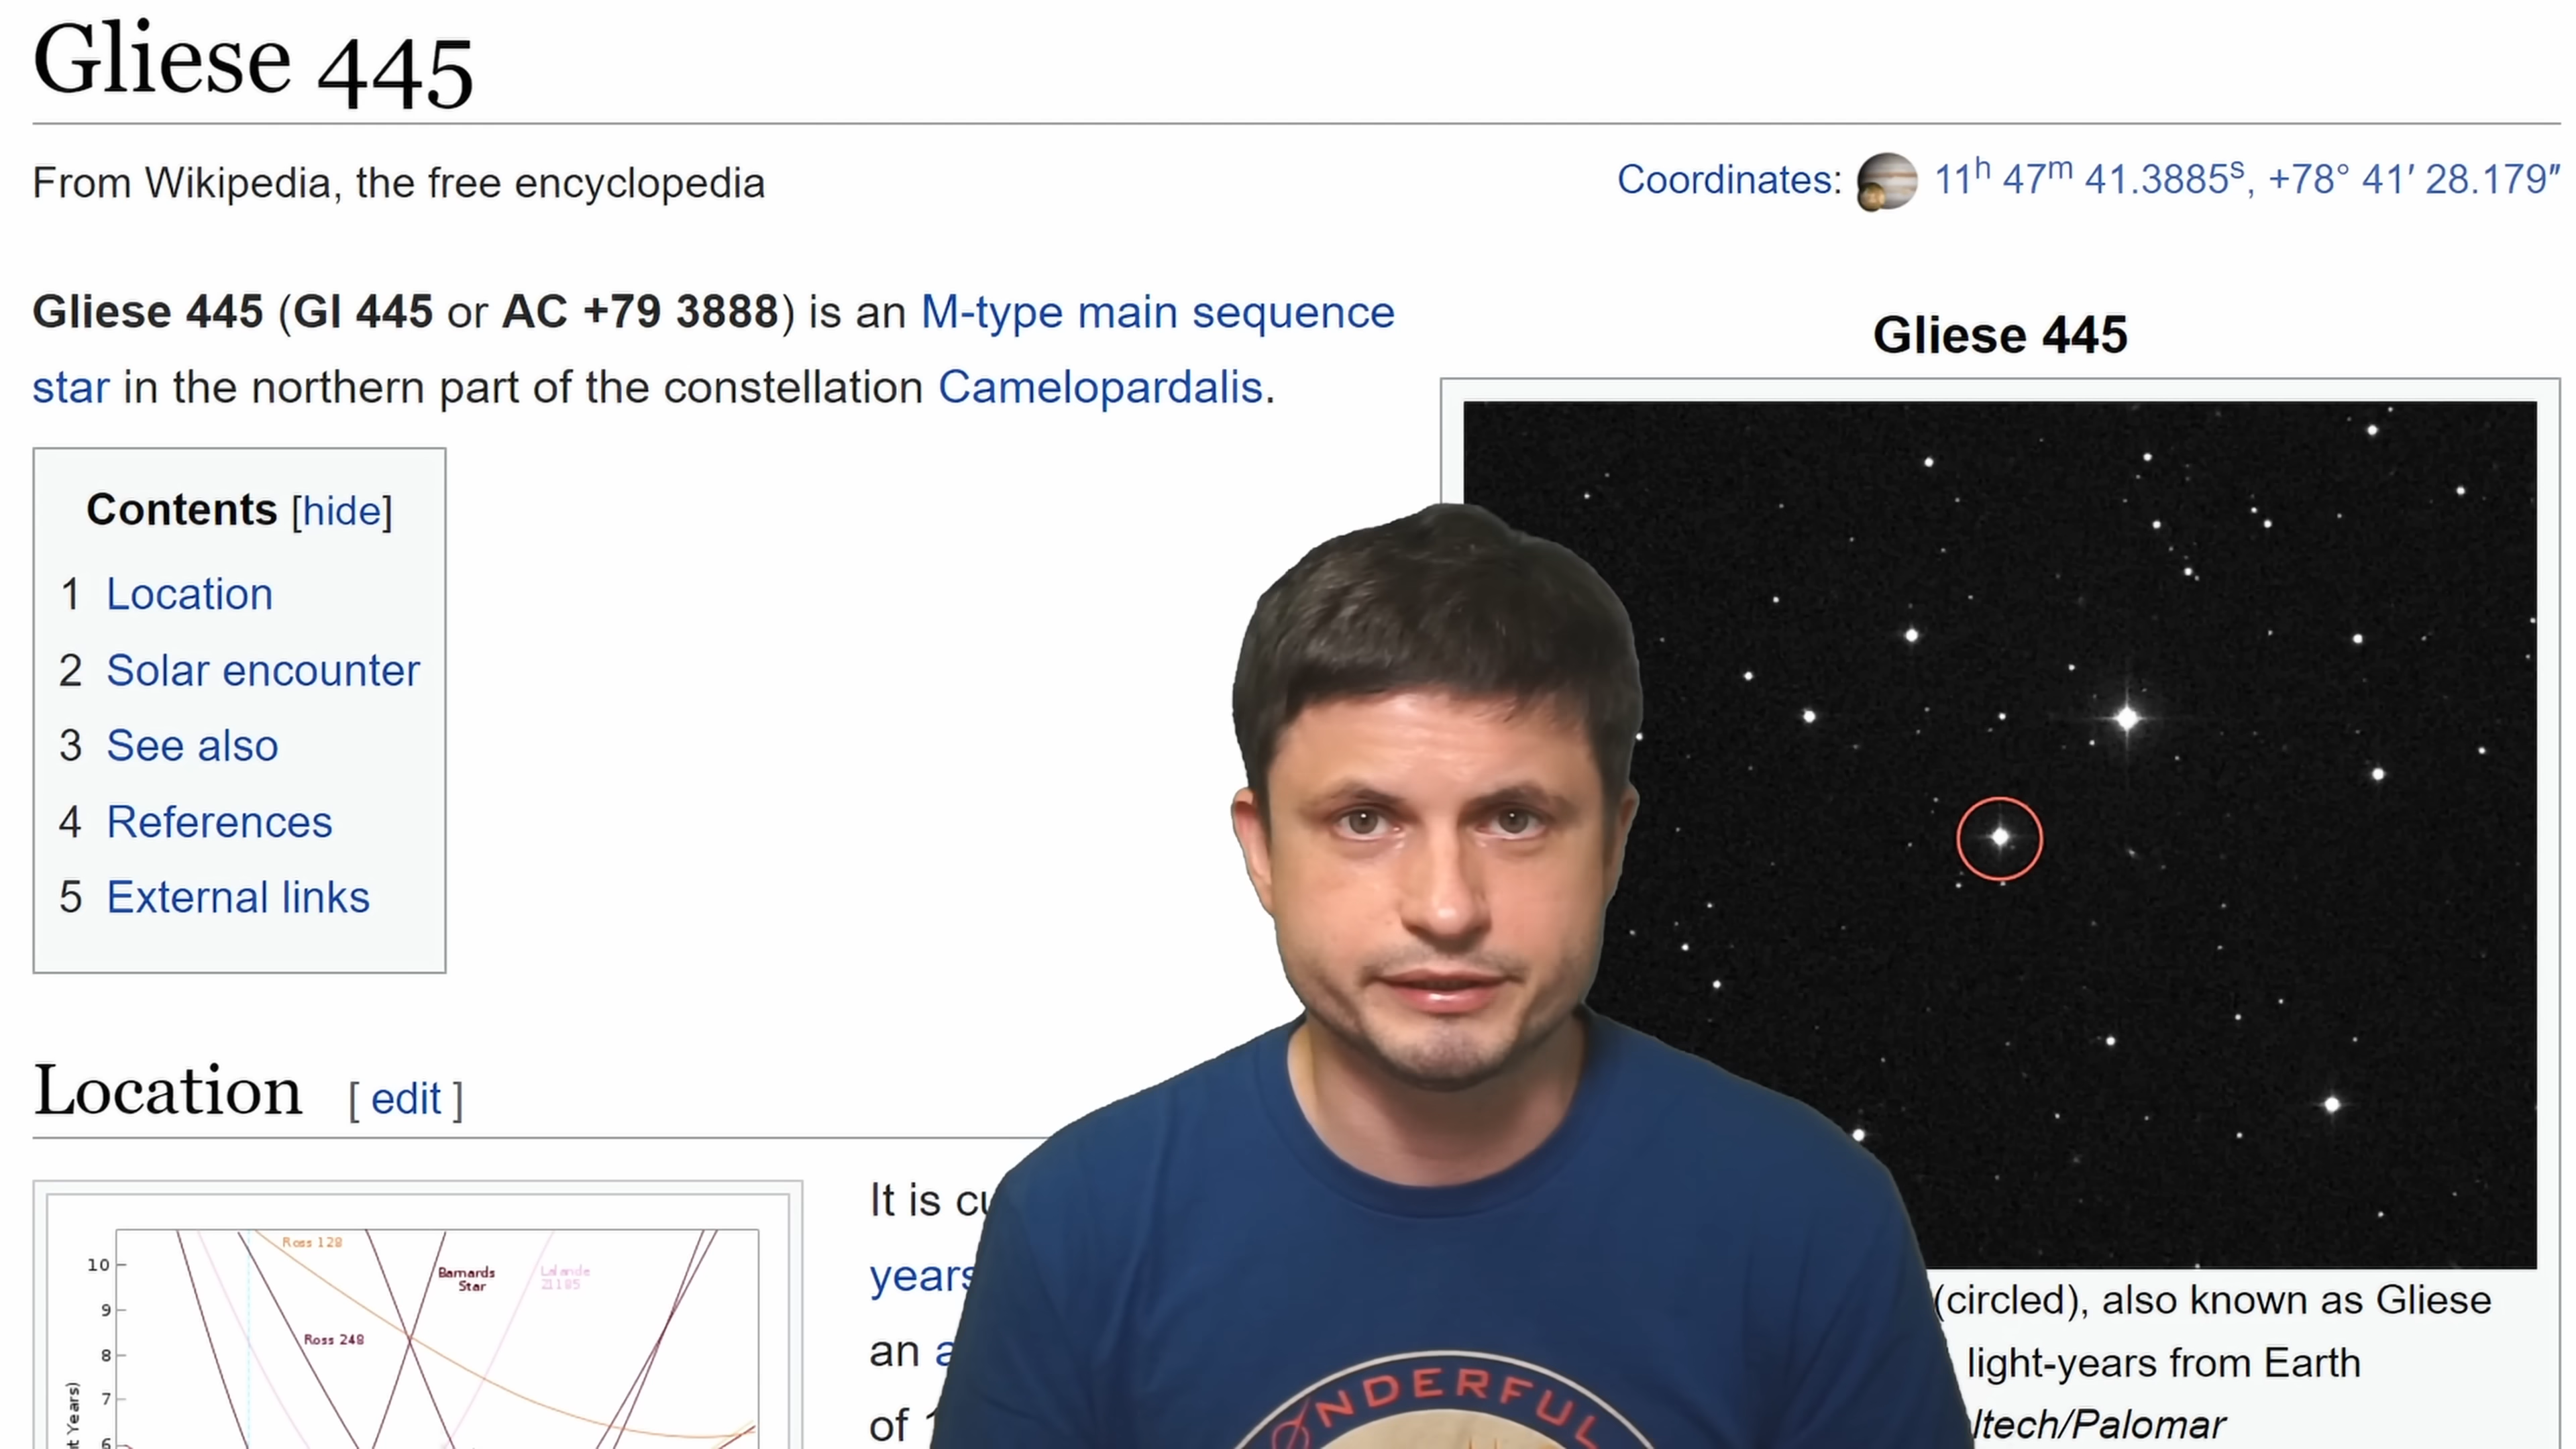 Gliese 445
From Wikipedia, the free encyclopedia
Coordinates: 11h 47m 41.3885s, +78° 41′ 28.179″
Gliese 445 (Gl 445 or AC +79 3888) is an M-type main sequence
star in the northern part of the constellation Camelopardalis.
Contents [hide]
1 Location
2 Solar encounter
3 See also
4 References
5 External links
Gliese 445
Location [ edit ]
It is
years
an
of
(circled), also known as Gliese
light-years from Earth
ltech/Palomar
Ross 128
Barnards
Star
Lalande
21185
Ross 248
10
9
8
7
6
t Years)
NDERFUL